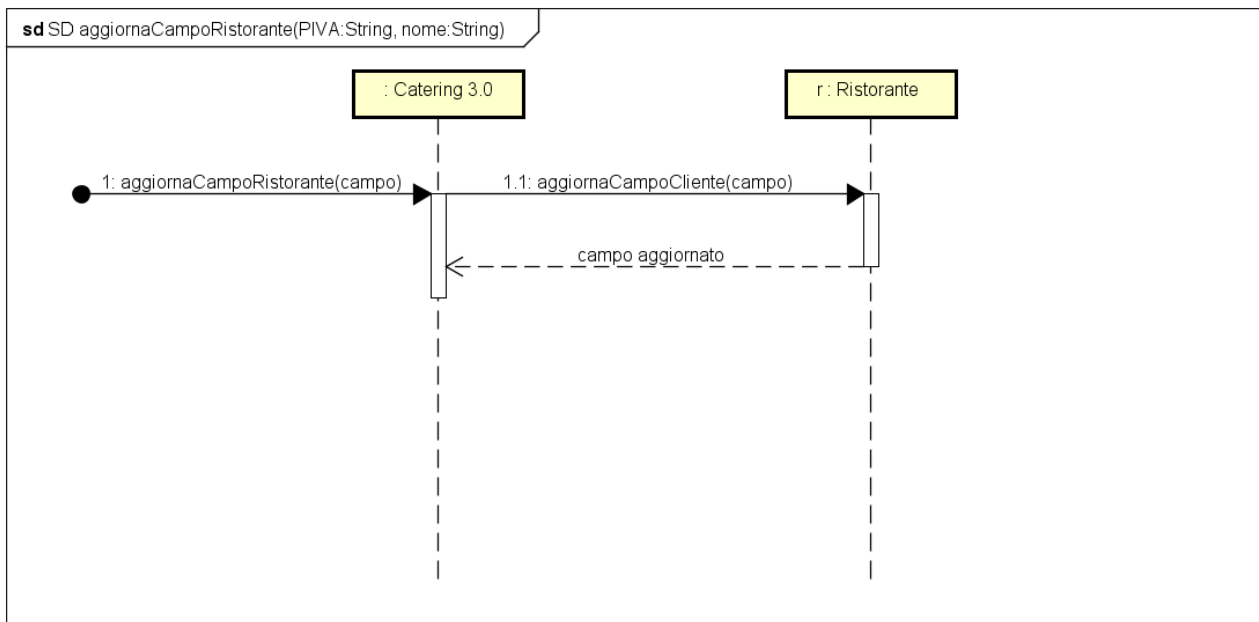 sd SD aggiornaCampoRistorante(PIVA:String, nome:String)
: Catering 3.0
r : Ristorante
1: aggiornaCampoRistorante(campo)
1.1: aggiornaCampoCliente(campo)
campo aggiornato